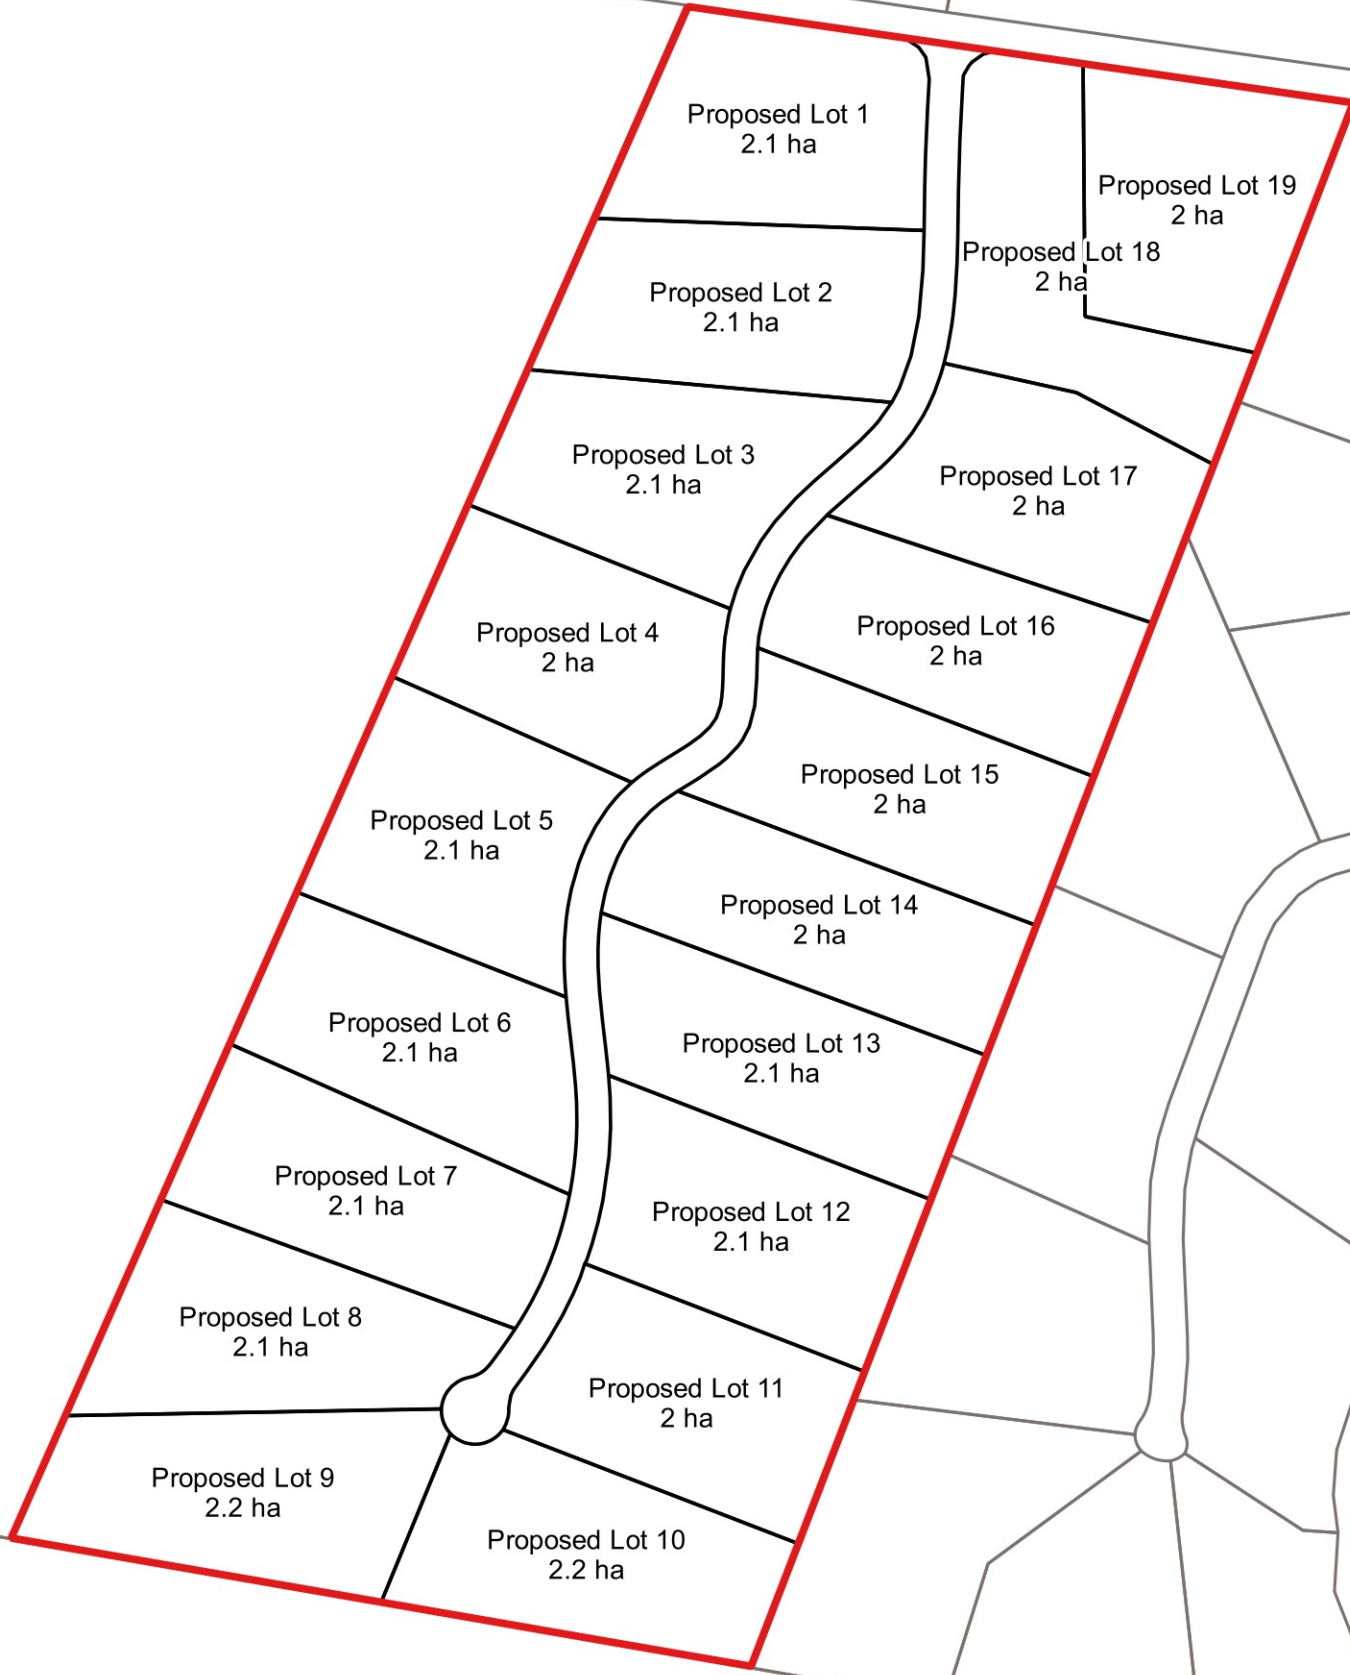 Proposed Lot 1
2.1 ha
Proposed Lot 19
2 ha
Proposed Lot 18
2 ha
Proposed Lot 2
2.1 ha
Proposed Lot 3
2.1 ha
Proposed Lot 17
2 ha
Proposed Lot 4
2 ha
Proposed Lot 16
2 ha
Proposed Lot 15
2 ha
Proposed Lot 5
2.1 ha
Proposed Lot 14
2 ha
Proposed Lot 6
2.1 ha
Proposed Lot 13
2.1 ha
Proposed Lot 7
2.1 ha
Proposed Lot 12
2.1 ha
Proposed Lot 8
2.1 ha
Proposed Lot 11
2 ha
Proposed Lot 9
2.2 ha
Proposed Lot 10
2.2 ha